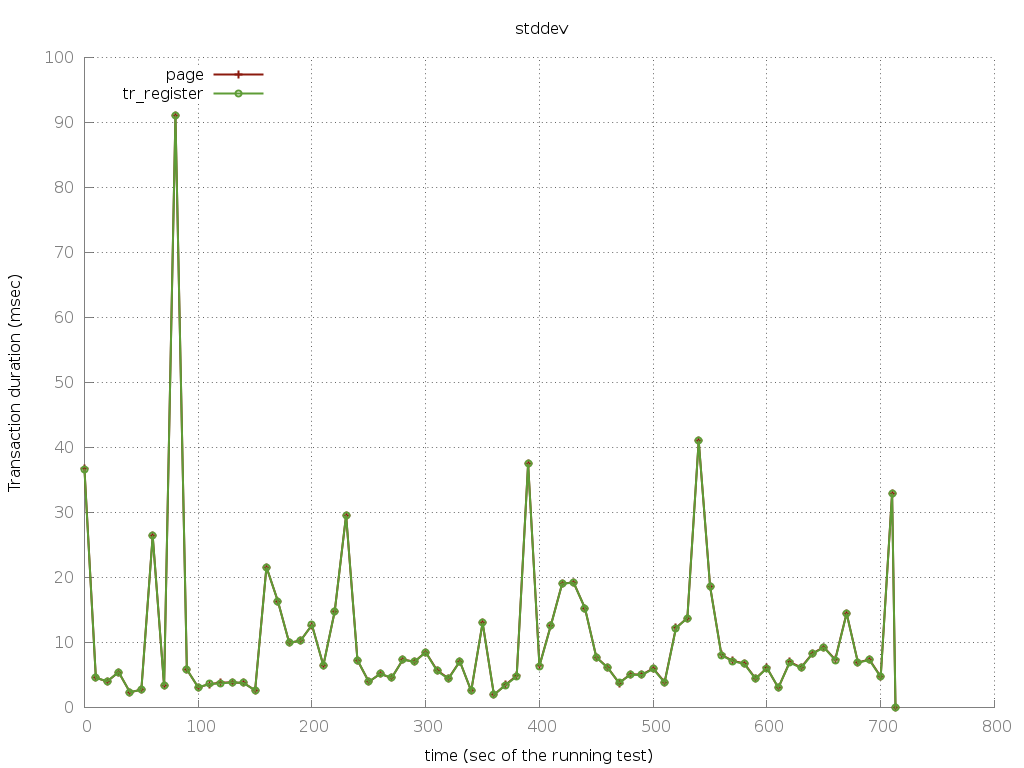 stddev
page
tr_register
100
90
80
70
60
50
40
30
20
10
0
Transaction duration (msec)
0 100 200 300 400 500 600 700 800
time (sec of the running test)